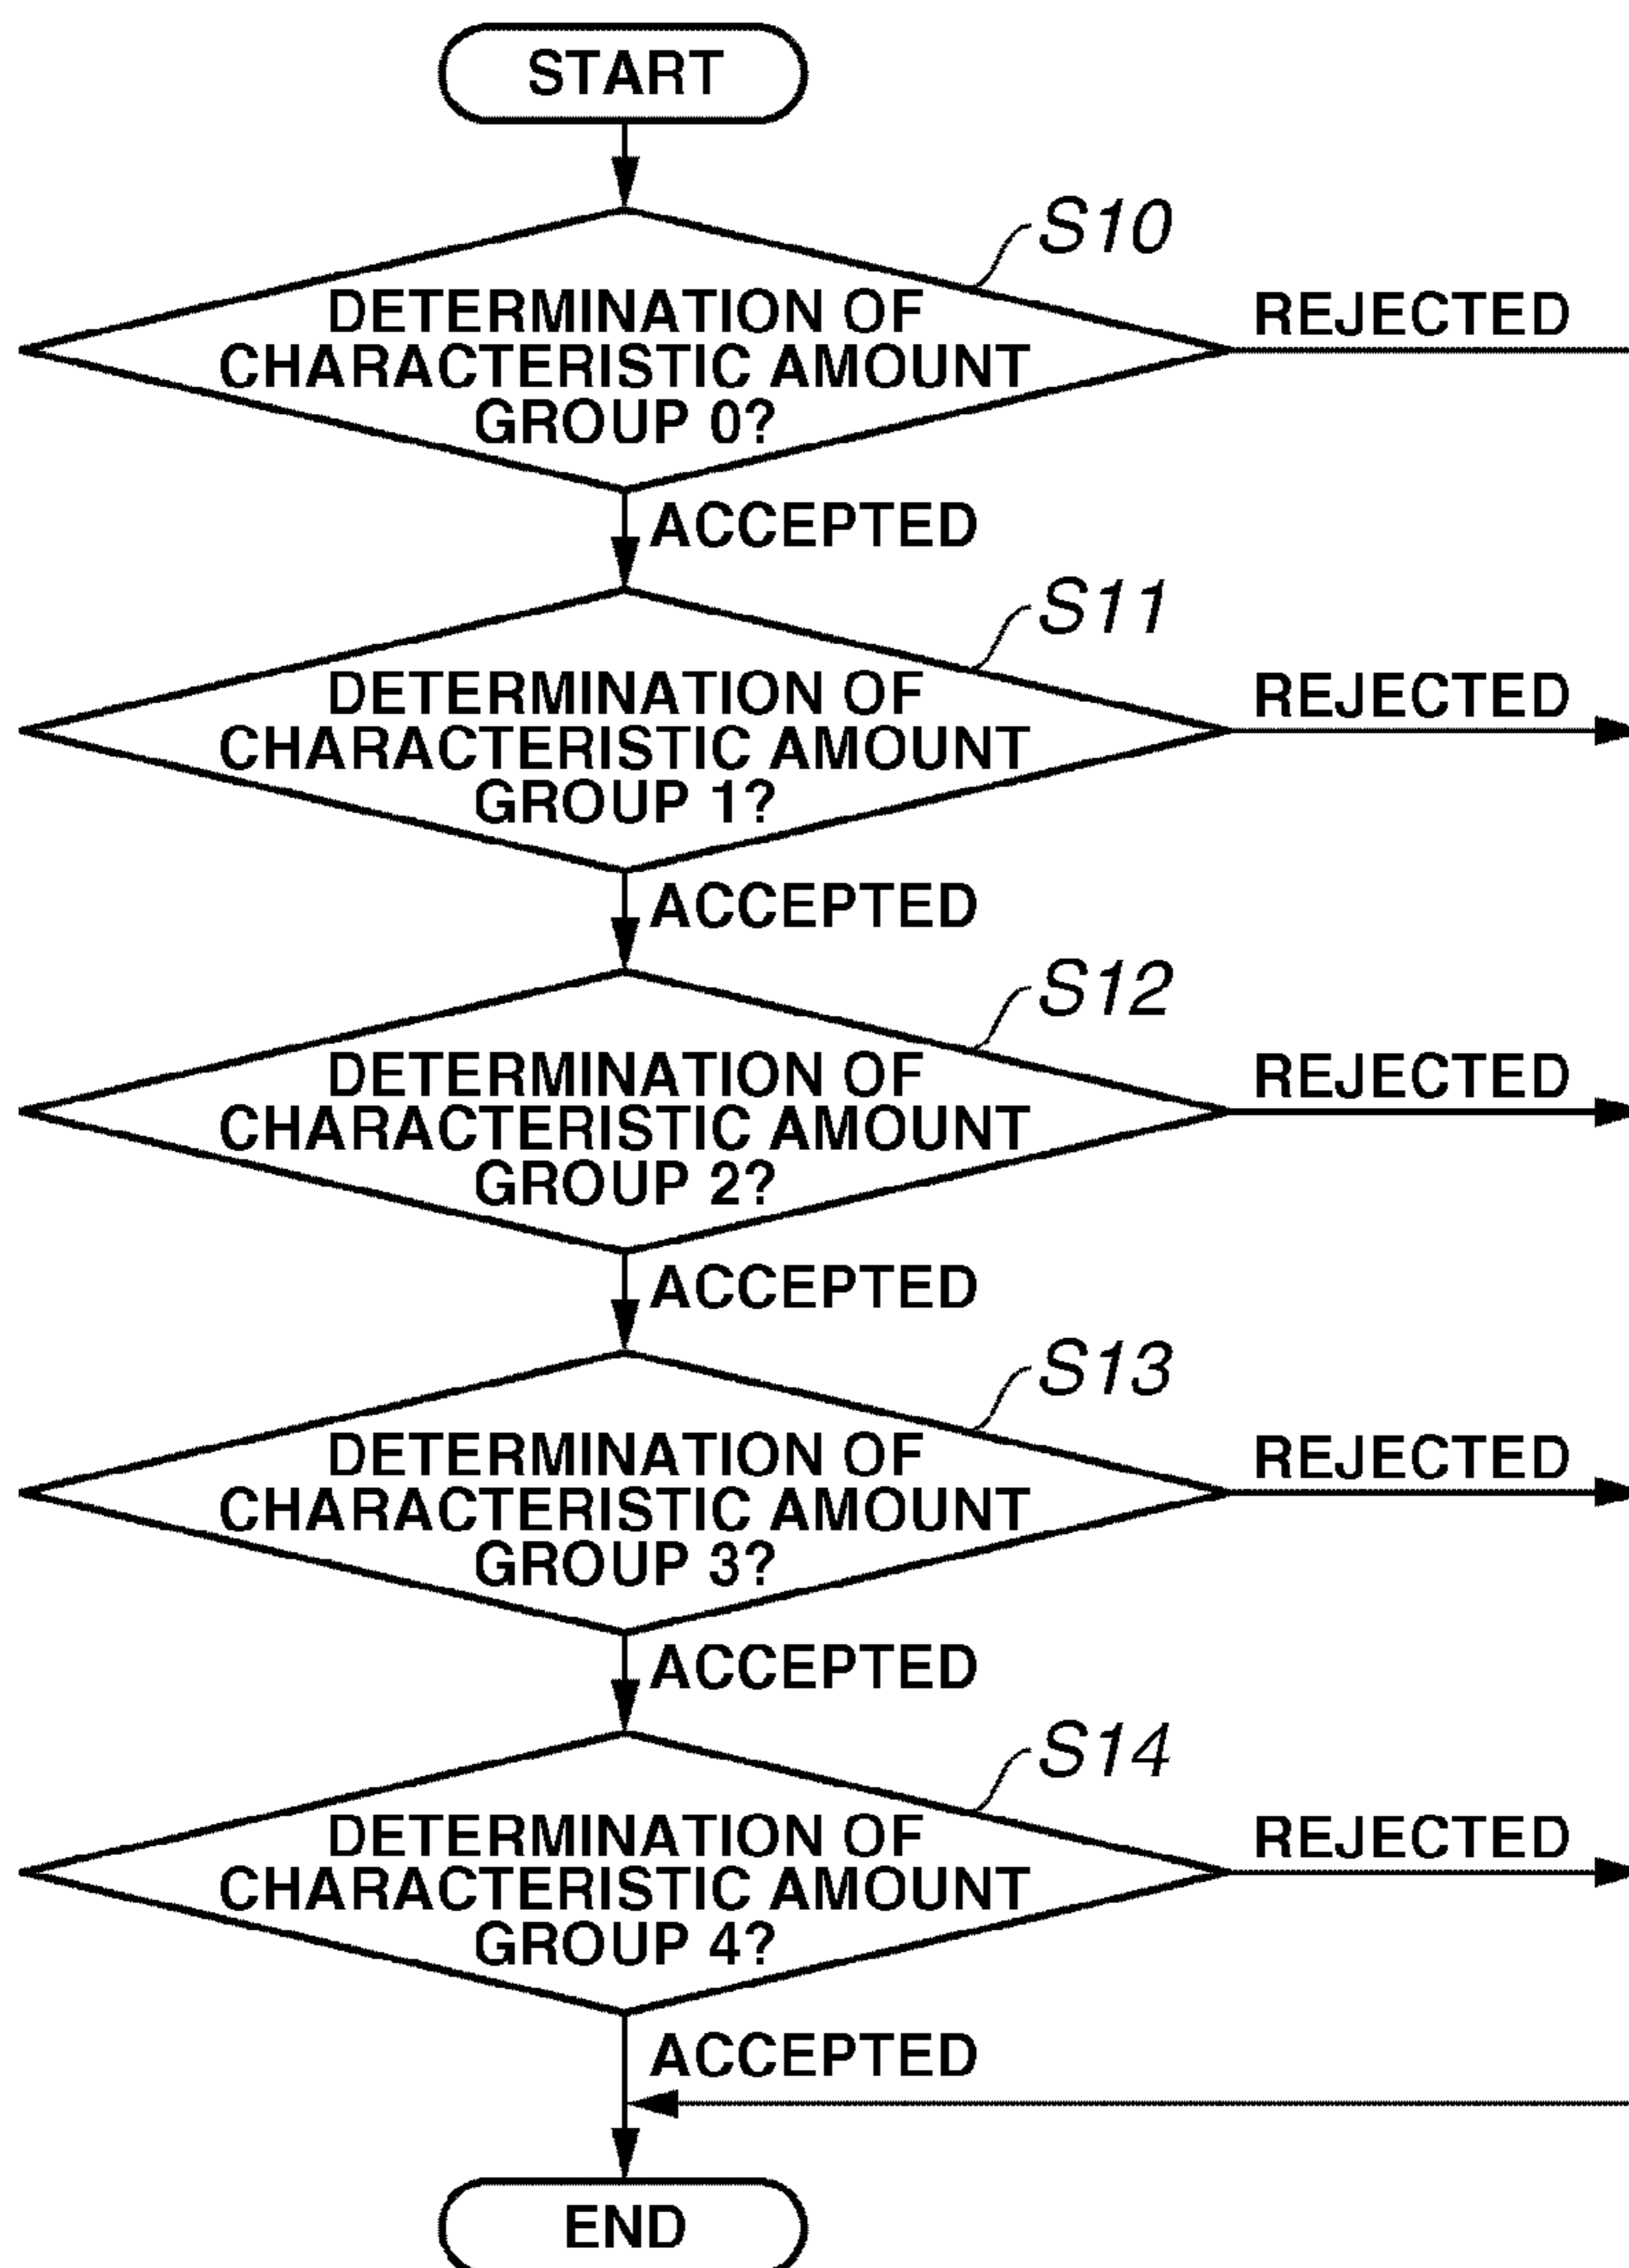 START
S10
DETERMINATION OF
CHARACTERISTIC AMOUNT
GROUP 0?
REJECTED
ACCEPTED
S11
DETERMINATION OF
CHARACTERISTIC AMOUNT
GROUP 1?
REJECTED
ACCEPTED
S12
DETERMINATION OF
CHARACTERISTIC AMOUNT
GROUP 2?
REJECTED
ACCEPTED
S13
DETERMINATION OF
CHARACTERISTIC AMOUNT
GROUP 3?
REJECTED
ACCEPTED
S14
DETERMINATION OF
CHARACTERISTIC AMOUNT
GROUP 4?
REJECTED
ACCEPTED
END